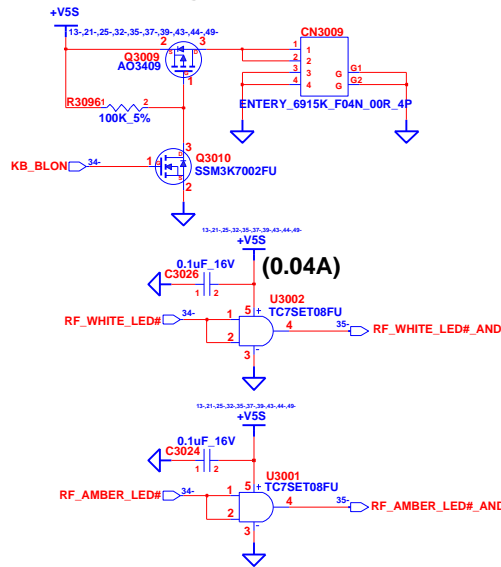 +V5S
13-,21-,25-,32-,35-,37-,39-,43-,44-,49-
2 3
Q3009
AO3409
1
CN3009
1 1
2 2
3 3
4 4
G G1
G G2
ENTERY_6915K_F04N_00R_4P
R3096 1 2
100K_5%
KB_BLON 34-
1
3
D
G
S
2
Q3010
SSM3K7002FU
13-,21-,25-,32-,35-,37-,39-,43-,44-,49-
+V5S
(0.04A)
0.1uF_16V
C3026
1 2
U3002
TC7SET08FU
RF_WHITE_LED# 34- 1 5 + 4 35- RF_WHITE_LED#_AND
2
3 -
13-,21-,25-,32-,35-,37-,39-,43-,44-,49-
+V5S
0.1uF_16V
C3024
1 2
U3001
TC7SET08FU
RF_AMBER_LED# 34- 1 5 + 4 35- RF_AMBER_LED#_AND
2
3 -